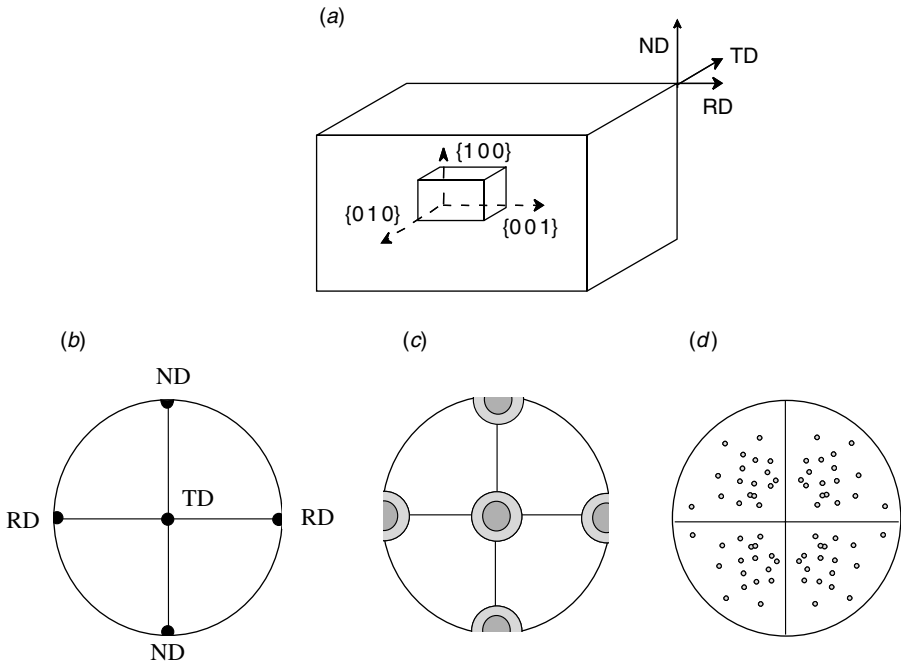 (a)
ND
TD
RD
{100}
{010}
{001}
(b)
(c)
(d)
ND
TD
RD
RD
ND